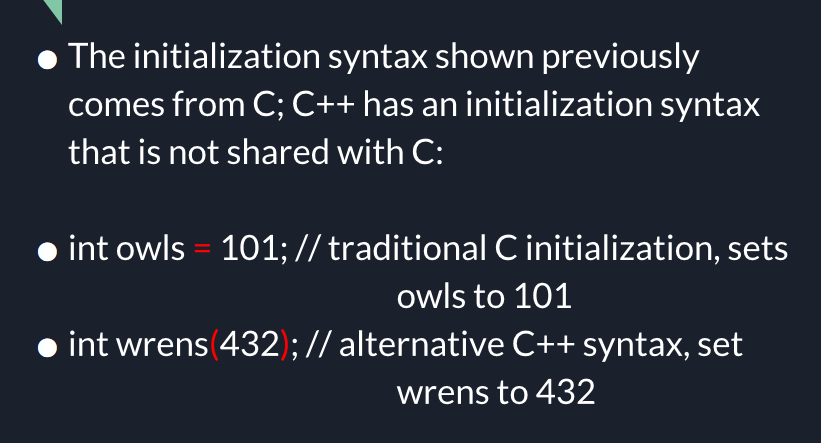 ● The initialization syntax shown previously
comes from C; C++ has an initialization syntax
that is not shared with C:
● int owls = 101; // traditional C initialization, sets
owls to 101
● int wrens(432); // alternative C++ syntax, set
wrens to 432